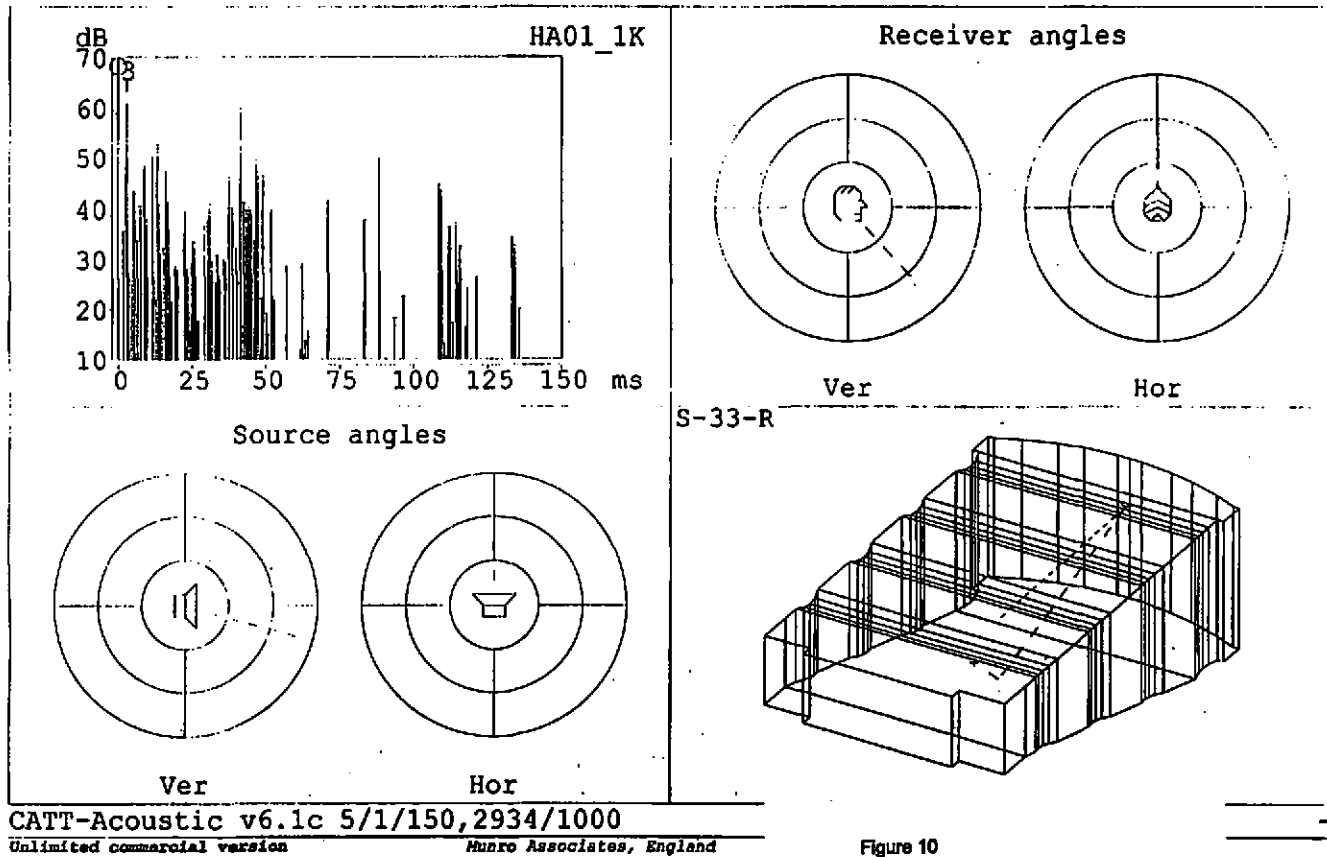 dB
HA01_1K
70
60
50
40
30
20
10
0 25 50 75 100 125 150 ms
Receiver angles
Ver Hor
Source angles
Ver Hor
S-33-R
CATT-Acoustic v6.1c 5/1/150,2934/1000
Unlimited commercial version Munro Associates, England
Figure 10